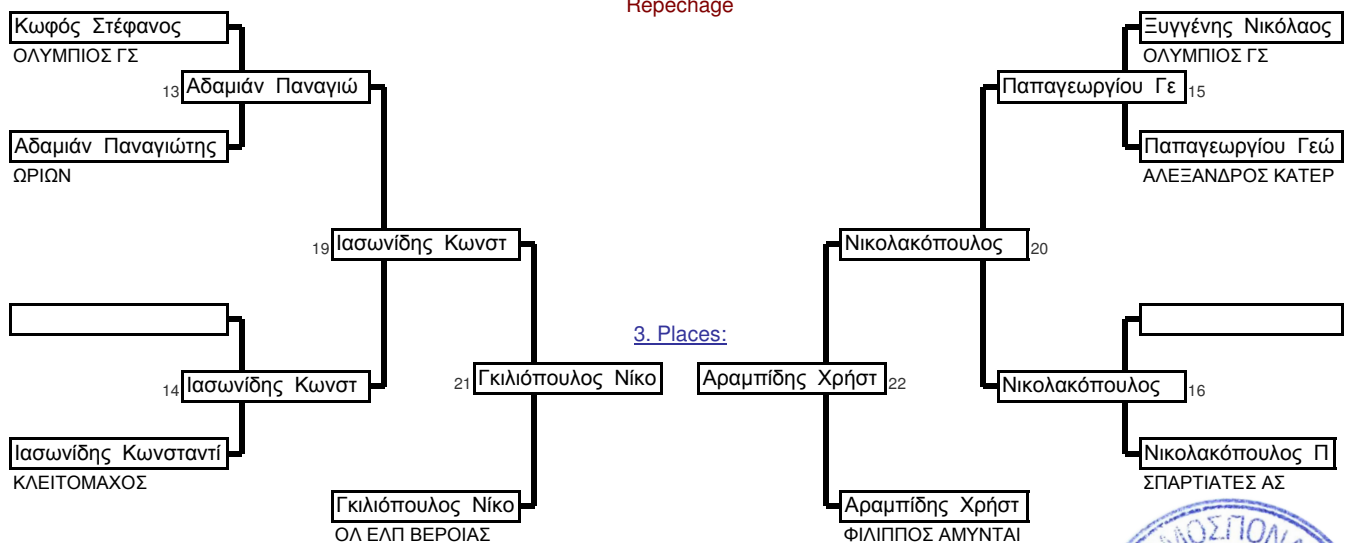 Repechage
Κωφός Στέφανος
ΟΛΥΜΠΙΟΣ ΓΣ
Ξυγγένης Νικόλαος
ΟΛΥΜΠΙΟΣ ΓΣ
13 Αδαμιάν Παναγιώ
Παπαγεωργίου Γε 15
Αδαμιάν Παναγιώτης
ΩΡΙΩΝ
Παπαγεωργίου Γεώ
ΑΛΕΞΑΝΔΡΟΣ ΚΑΤΕΡ
19 Ιασωνίδης Κωνστ
Νικολακόπουλος 20
3. Places:
14 Ιασωνίδης Κωνστ
21 Γκιλιόπουλος Νίκο
Αραμπίδης Χρήστ 22
Νικολακόπουλος 16
Ιασωνίδης Κωνσταντί
ΚΛΕΙΤΟΜΑΧΟΣ
Νικολακόπουλος Π
ΣΠΑΡΤΙΑΤΕΣ ΑΣ
Γκιλιόπουλος Νίκο
ΟΛ ΕΛΠ ΒΕΡΟΙΑΣ
Αραμπίδης Χρήστ
ΦΙΛΙΠΠΟΣ ΑΜΥΝΤΑΙ